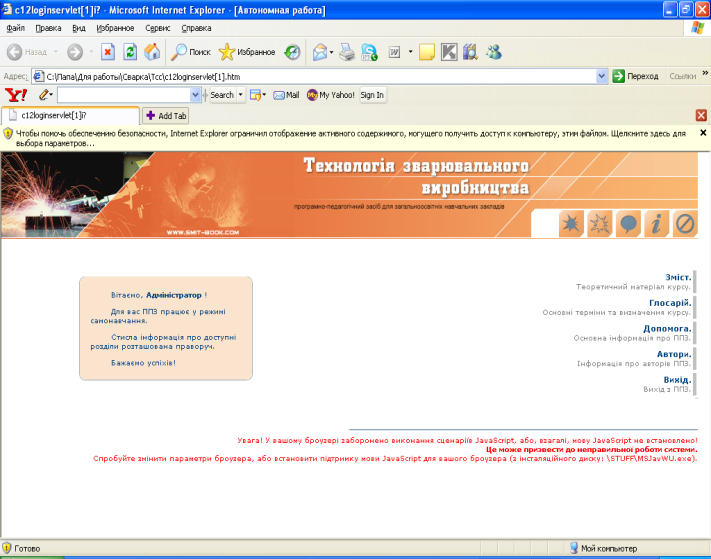 c12loginservlet[1]i? - Microsoft Internet Explorer - [Автономная работа]
Файл Правка Вид Избранное Сервис Справка
Назад Поиск Избранное
Адрес: C:\Папа\Для работы\Сварка\Тсс\c12loginservlet[1].htm Переход Ссылки »
Y! Search Mail My Yahoo! Sign In
c12loginservlet[1]i? Add Tab
Чтобы помочь обеспечению безопасности, Internet Explorer ограничил отображение активного содержимого, могущего получить доступ к компьютеру, этим файлом. Щелкните здесь для
выбора параметров...
Технологія зварювального
виробництва
програмно-педагогічний засіб для загальноосвітніх навчальних закладів
WWW.SMIT-BOOK.COM
Вітаємо, Адміністратор !
Для вас ППЗ працює у режимі
самонавчання.
Стисла інформація про доступні
розділи розташована праворуч.
Бажаємо успіхів!
Зміст.
Теоретичний матеріал курсу.
Глосарій.
Основні терміни та визначення курсу.
Допомога.
Основна інформація про ППЗ.
Автори.
Інформація про авторів ППЗ.
Вихід.
Вихід з ППЗ.
Увага! У вашому броузері заборонено виконання сценаріїв JavaScript, або, взагалі, мову JavaScript не встановлено!
Це може призвести до неправильної роботи системи.
Спробуйте змінити параметри броузера, або встановити підтримку мови JavaScript для вашого броузера (з інсталяційного диску: \STUFF\MSJavWU.exe).
Готово Мой компьютер